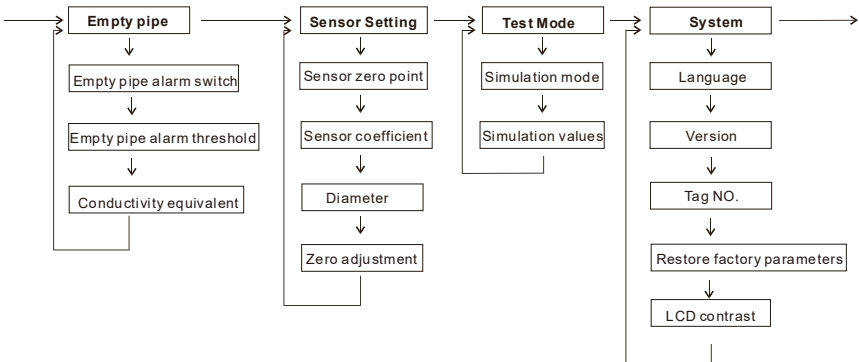 Empty pipe
Empty pipe alarm switch
Empty pipe alarm threshold
Conductivity equivalent
Sensor Setting
Sensor zero point
Sensor coefficient
Diameter
Zero adjustment
Test Mode
Simulation mode
Simulation values
System
Language
Version
Tag NO.
Restore factory parameters
LCD contrast